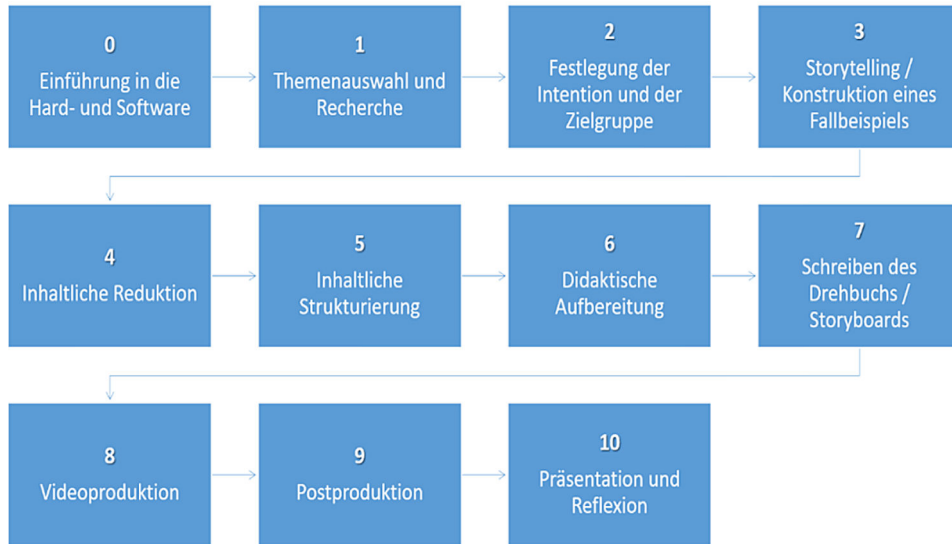 0
Einführung in die
Hard- und Software
1
Themenauswahl und
Recherche
2
Festlegung der
Intention und der
Zielgruppe
3
Storytelling /
Konstruktion eines
Fallbeispiels
4
Inhaltliche Reduktion
5
Inhaltliche
Strukturierung
6
Didaktische
Aufbereitung
7
Schreiben des
Drehbuchs /
Storyboards
8
Videoproduktion
9
Postproduktion
10
Präsentation und
Reflexion